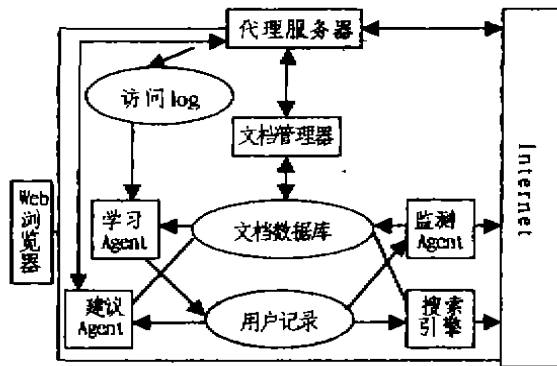 代理服务器
访问log
文档管理器
Internet
Web
浏览器
学习
Agent
文档数据库
监测
Agent
建议
Agent
用户记录
搜索
引擎